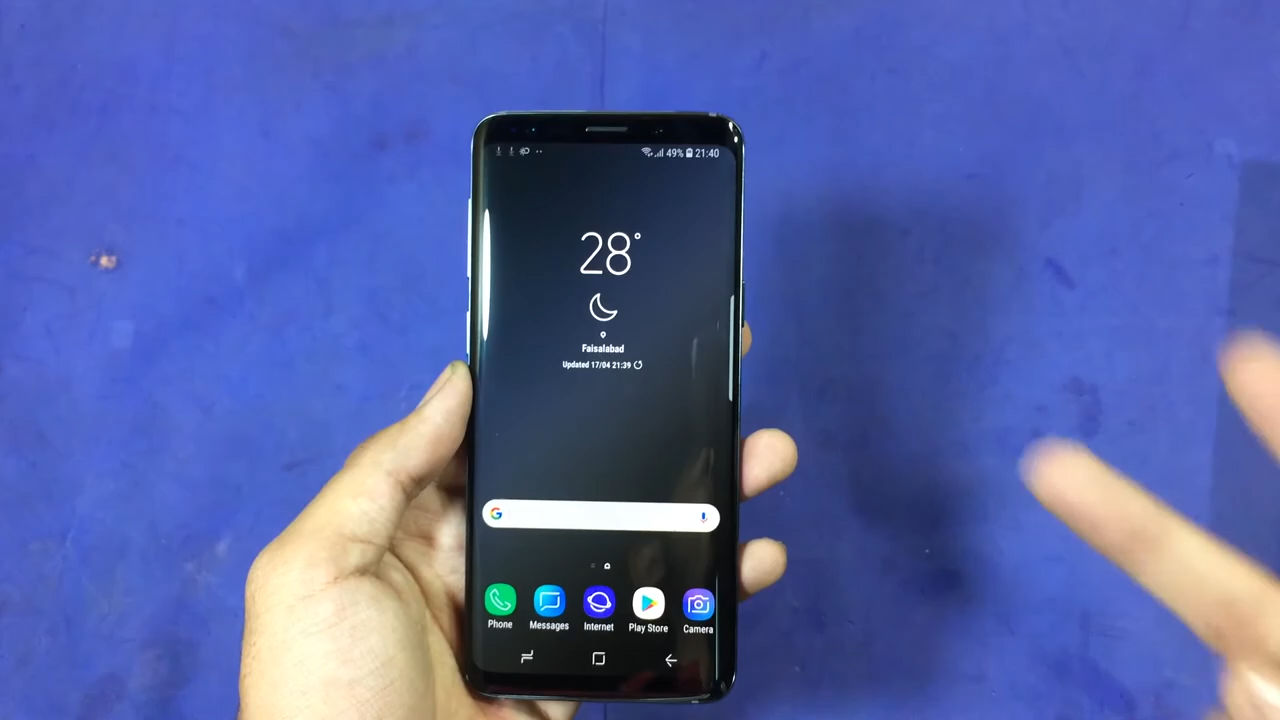 49% 21:40
28°
Faisalabad
Updated 17/04 21:39
G
Phone Messages Internet Play Store Camera